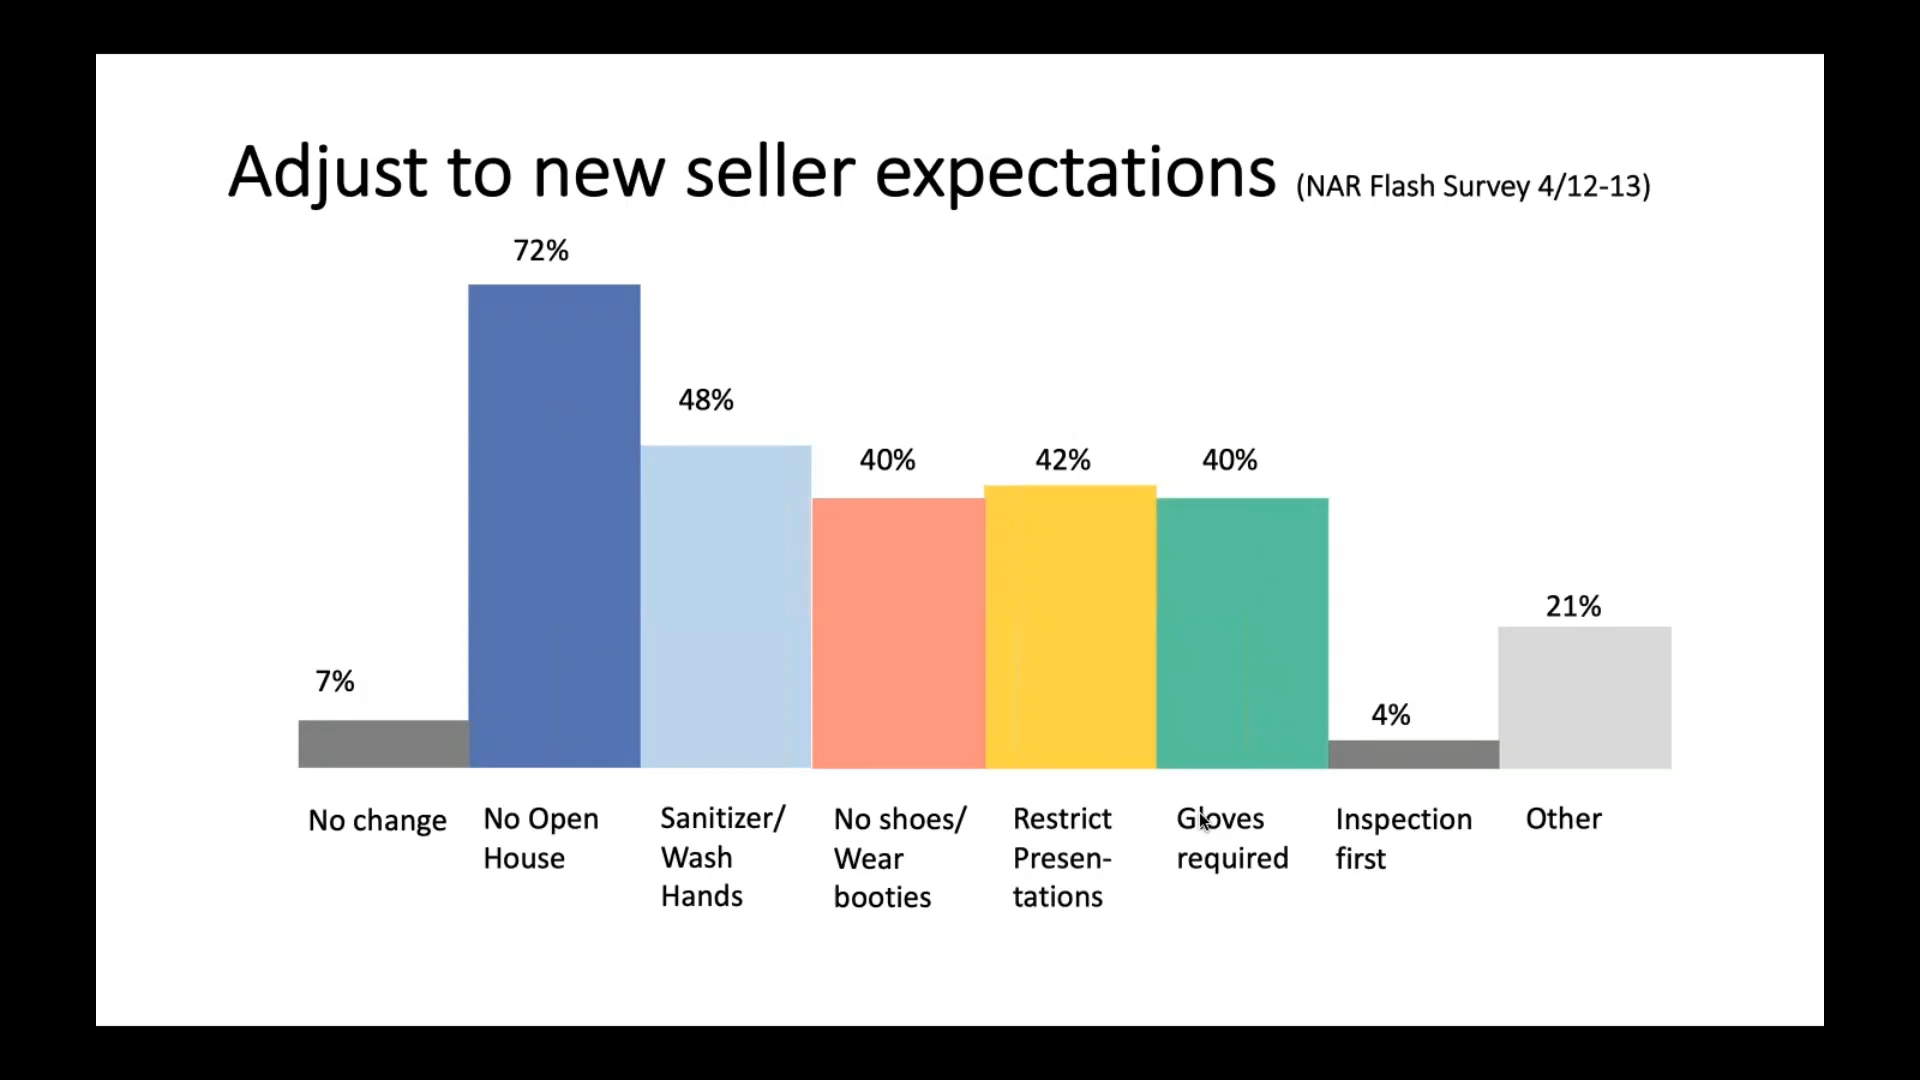 Adjust to new seller expectations (NAR Flash Survey 4/12-13)
72%
48%
40%
42%
40%
21%
7%
4%
No change
No Open
House
Sanitizer/
Wash
Hands
No shoes/
Wear
booties
Restrict
Presen-
tations
Gloves
required
Inspection
first
Other